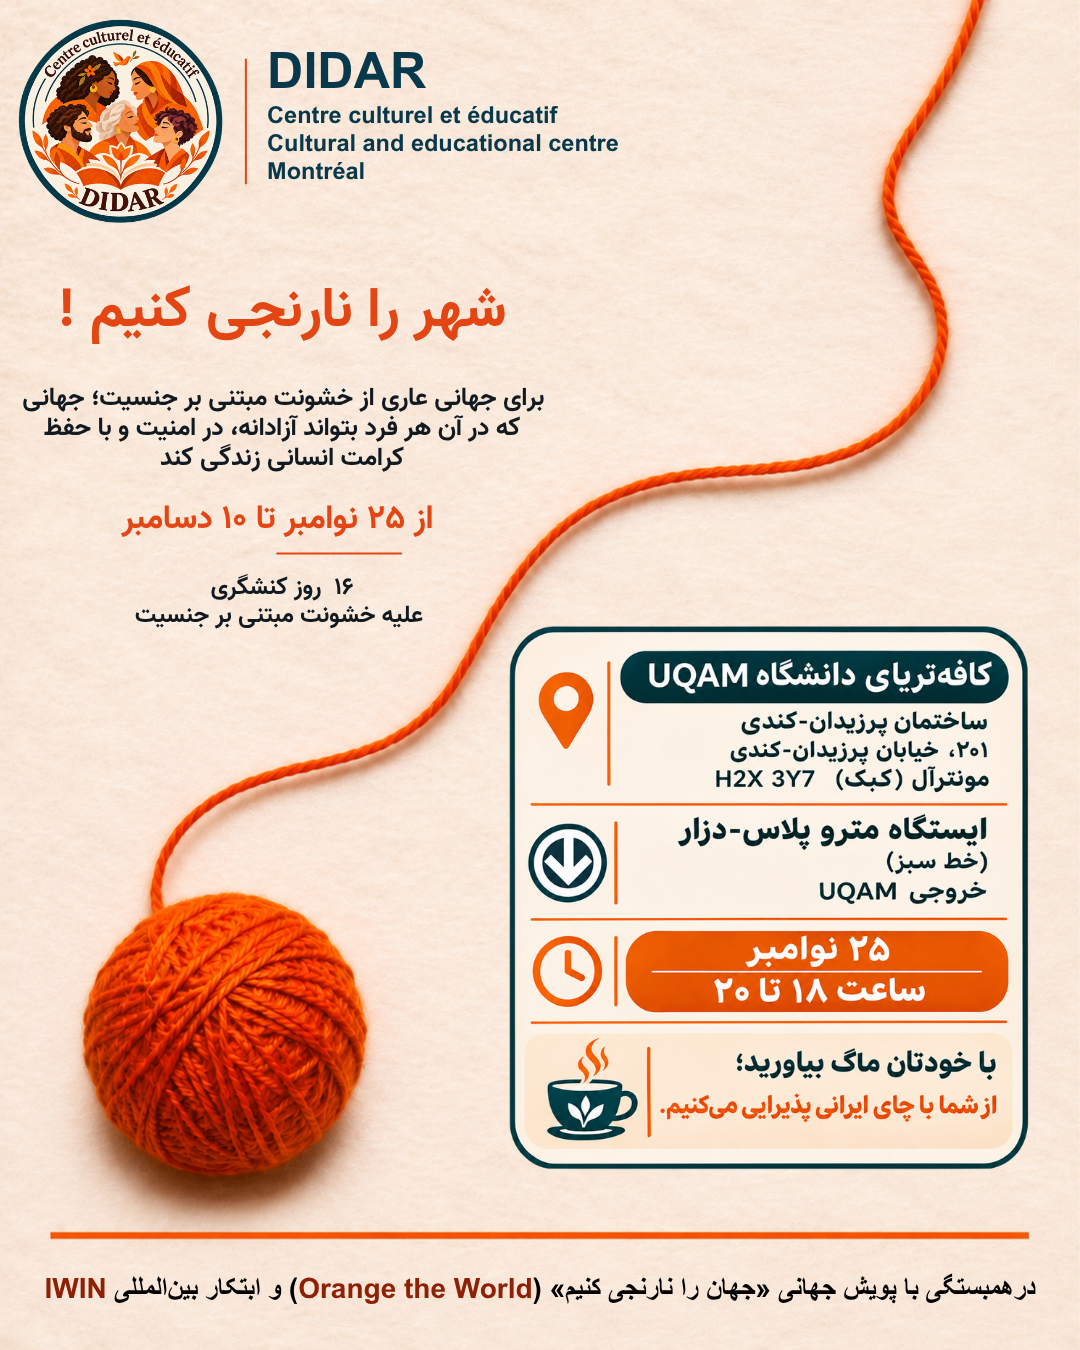 Centre culturel et éducatif
DIDAR
DIDAR
Centre culturel et éducatif
Cultural and educational centre
Montréal
شهر را نارنجی کنیم !
برای جهانی عاری از خشونت مبتنی بر جنسیت؛ جهانی
که در آن هر فرد بتواند آزادانه، در امنیت و با حفظ
کرامت انسانی زندگی کند
از ۲۵ نوامبر تا ۱۰ دسامبر
۱۶ روز کنشگری
علیه خشونت مبتنی بر جنسیت
کافه‌تریای دانشگاه UQAM
ساختمان پرزیدان-کندی
۲۰۱، خیابان پرزیدان-کندی
مونترآل (کبک) H2X 3Y7
ایستگاه مترو پلاس-دزار
(خط سبز)
خروجی UQAM
۲۵ نوامبر
ساعت ۱۸ تا ۲۰
با خودتان ماگ بیاورید؛
از شما با چای ایرانی پذیرایی می‌کنیم.
درهمبستگی با پویش جهانی «جهان را نارنجی کنیم» (Orange the World) و ابتکار بین‌المللی IWIN